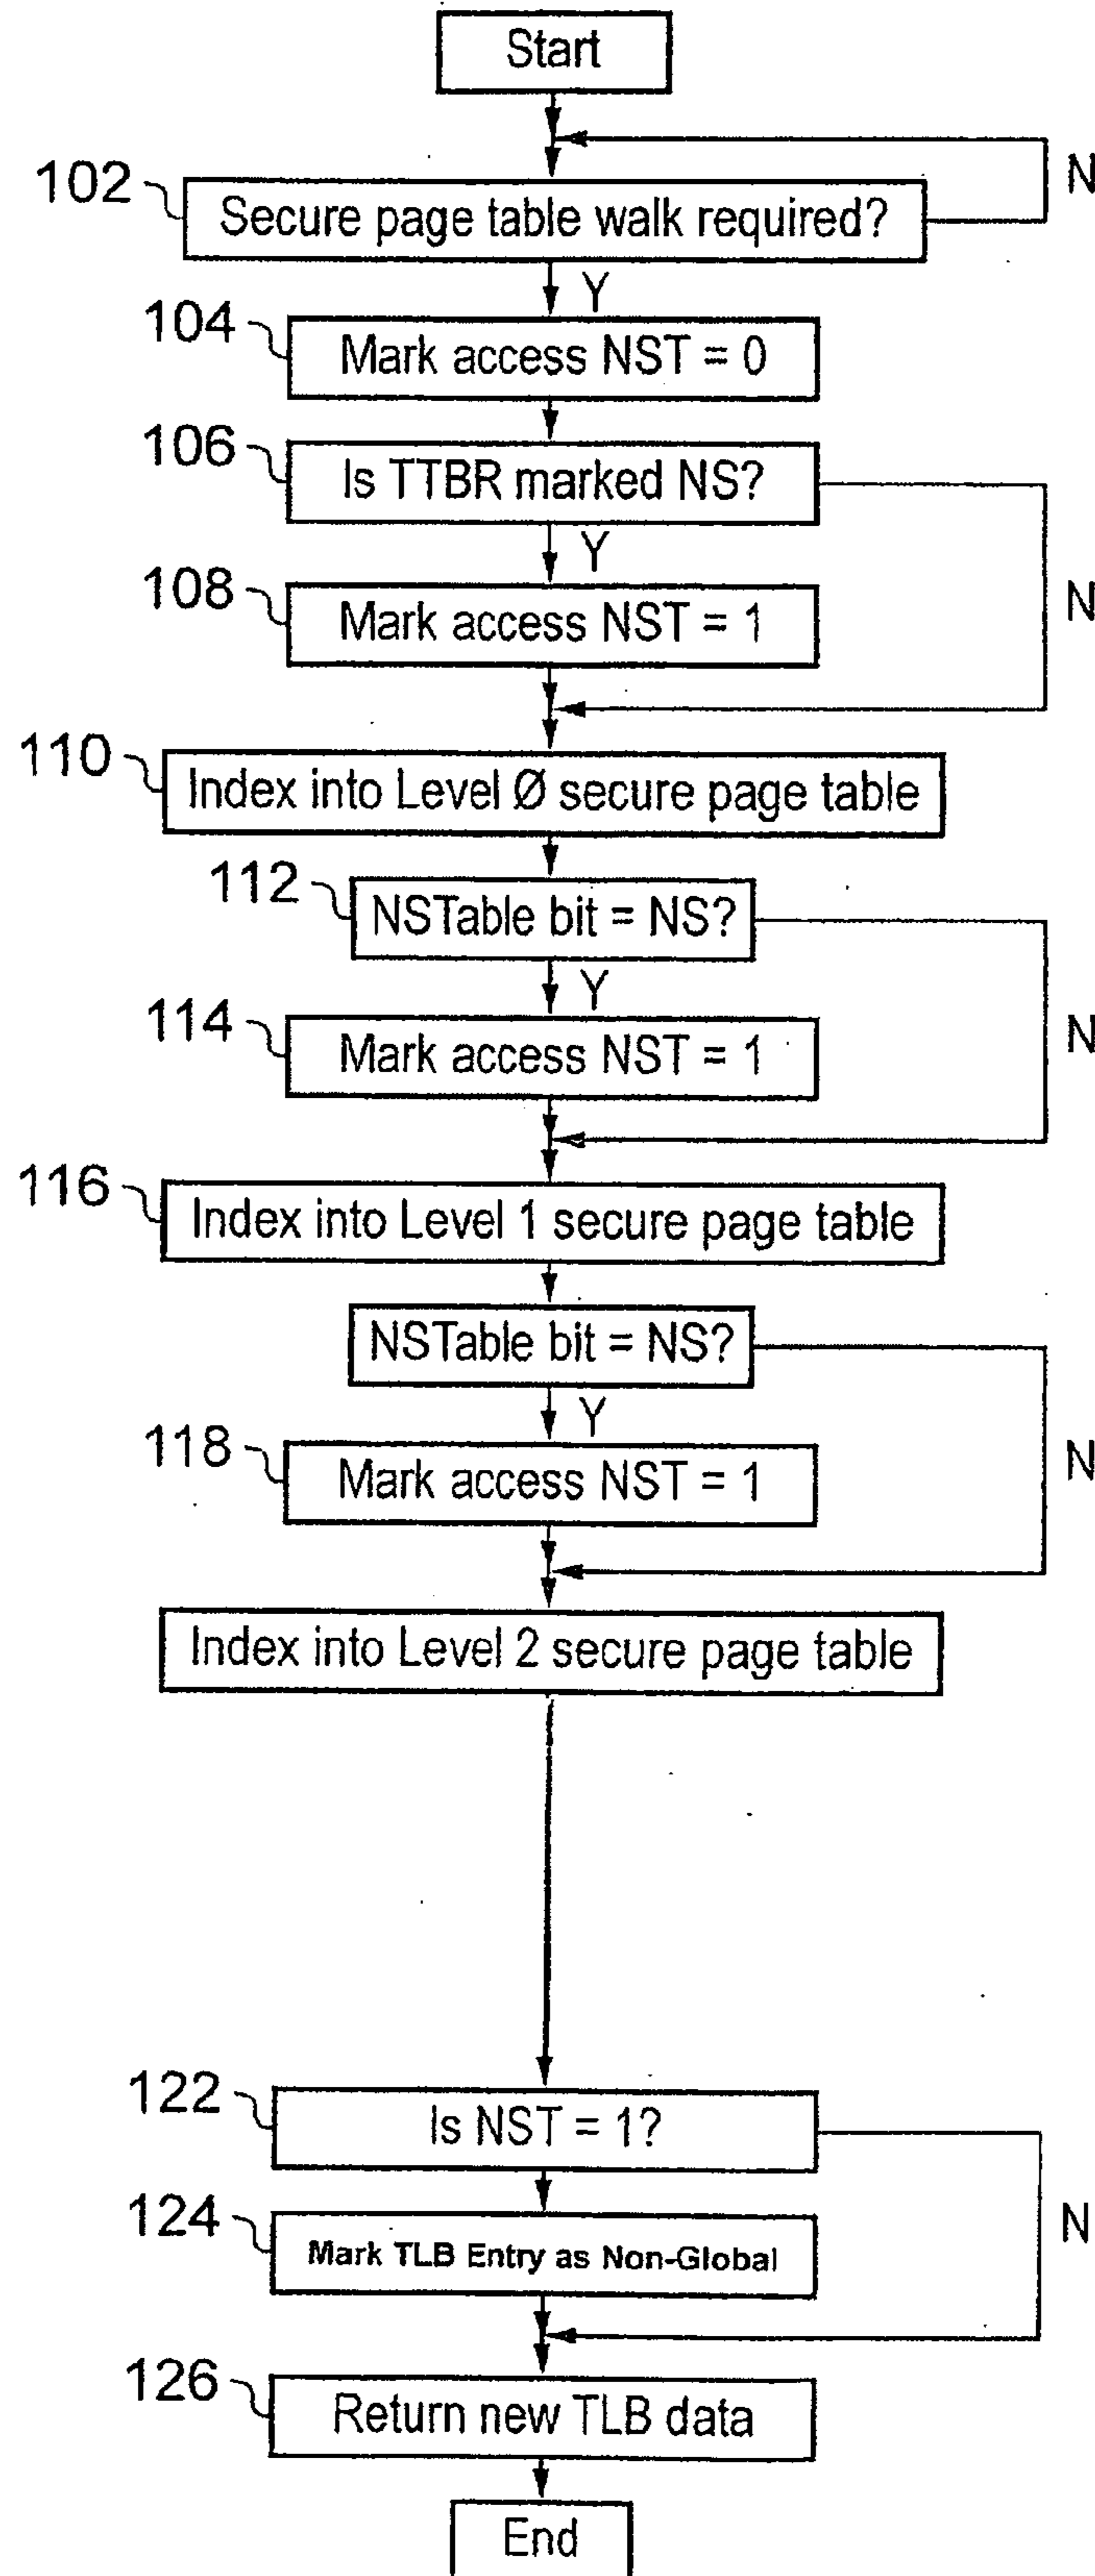 Start
N
102
Secure page table walk required?
Y
104
Mark access NST = 0
106
Is TTBR marked NS?
Y
108
Mark access NST = 1
N
110
Index into Level Ø secure page table
112
NSTable bit = NS?
Y
114
Mark access NST = 1
N
116
Index into Level 1 secure page table
NSTable bit = NS?
Y
118
Mark access NST = 1
N
Index into Level 2 secure page table
122
Is NST = 1?
124
Mark TLB Entry as Non-Global
N
126
Return new TLB data
End